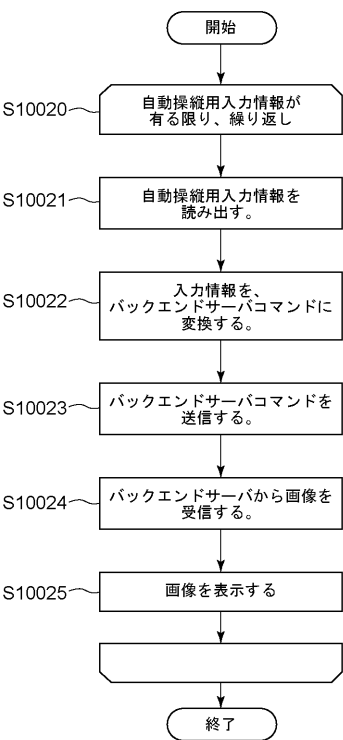 開始
S10020
自動操縦用入力情報が
有る限り、繰り返し
S10021
自動操縦用入力情報を
読み出す。
S10022
入力情報を、
バックエンドサーバコマンドに
変換する。
S10023
バックエンドサーバコマンドを
送信する。
S10024
バックエンドサーバから画像を
受信する。
S10025
画像を表示する
終了